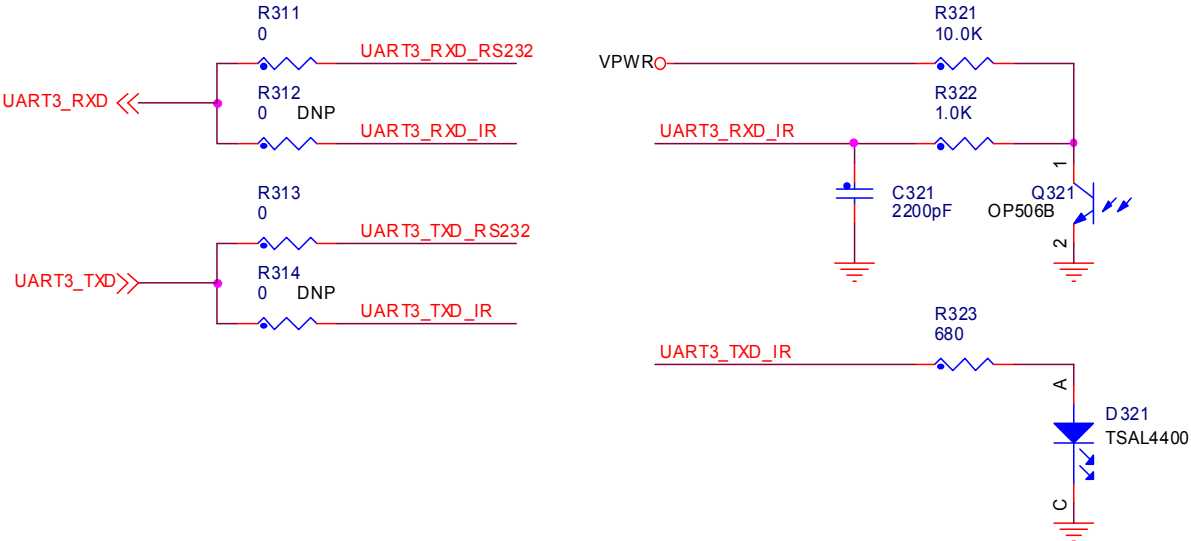 R311
0
UART3_RXD_RS232
UART3_RXD
R312
0 DNP
UART3_RXD_IR
R313
0
UART3_TXD_RS232
UART3_TXD
R314
0 DNP
UART3_TXD_IR
R321
10.0K
VPWR
R322
1.0K
UART3_RXD_IR
1
C321
2200pF
Q321
OP506B
2
R323
680
UART3_TXD_IR
A
D321
TSAL4400
C